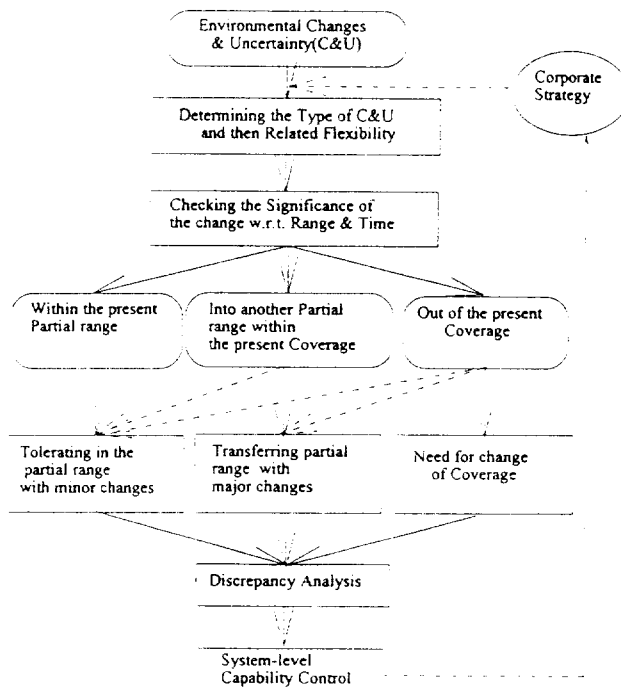 Environmental Changes
& Uncertainty(C&U)
Corporate
Strategy
Determining the Type of C&U
and then Related Flexibility
Checking the Significance of
the change w.r.t. Range & Time
Within the present
Partial range
Into another Partial
range within
the present Coverage
Out of the present
Coverage
Tolerating in the
partial range
with minor changes
Transferring partial
range with
major changes
Need for change
of Coverage
Discrepancy Analysis
System-level
Capability Control